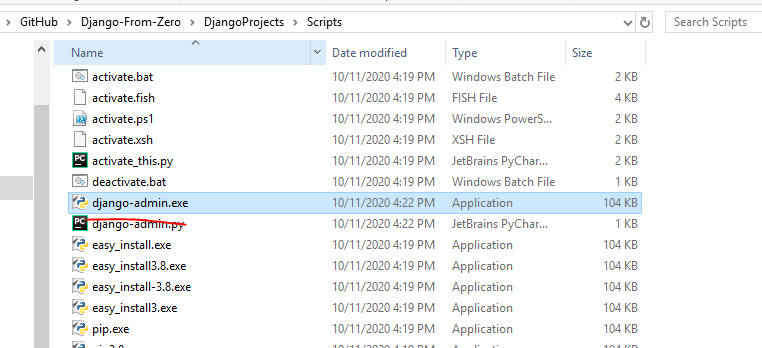 GitHub > Django-From-Zero > DjangoProjects > Scripts Search Scripts
Name Date modified Type Size
activate.bat 10/11/2020 4:19 PM Windows Batch File 2 KB
activate.fish 10/11/2020 4:19 PM FISH File 4 KB
activate.ps1 10/11/2020 4:19 PM Windows PowerS... 2 KB
activate.xsh 10/11/2020 4:19 PM XSH File 2 KB
activate_this.py 10/11/2020 4:19 PM JetBrains PyChar... 2 KB
deactivate.bat 10/11/2020 4:19 PM Windows Batch File 1 KB
django-admin.exe 10/11/2020 4:22 PM Application 104 KB
django-admin.py 10/11/2020 4:22 PM JetBrains PyChar... 1 KB
easy_install.exe 10/11/2020 4:19 PM Application 104 KB
easy_install3.8.exe 10/11/2020 4:19 PM Application 104 KB
easy_install-3.8.exe 10/11/2020 4:19 PM Application 104 KB
easy_install3.exe 10/11/2020 4:19 PM Application 104 KB
pip.exe 10/11/2020 4:19 PM Application 104 KB